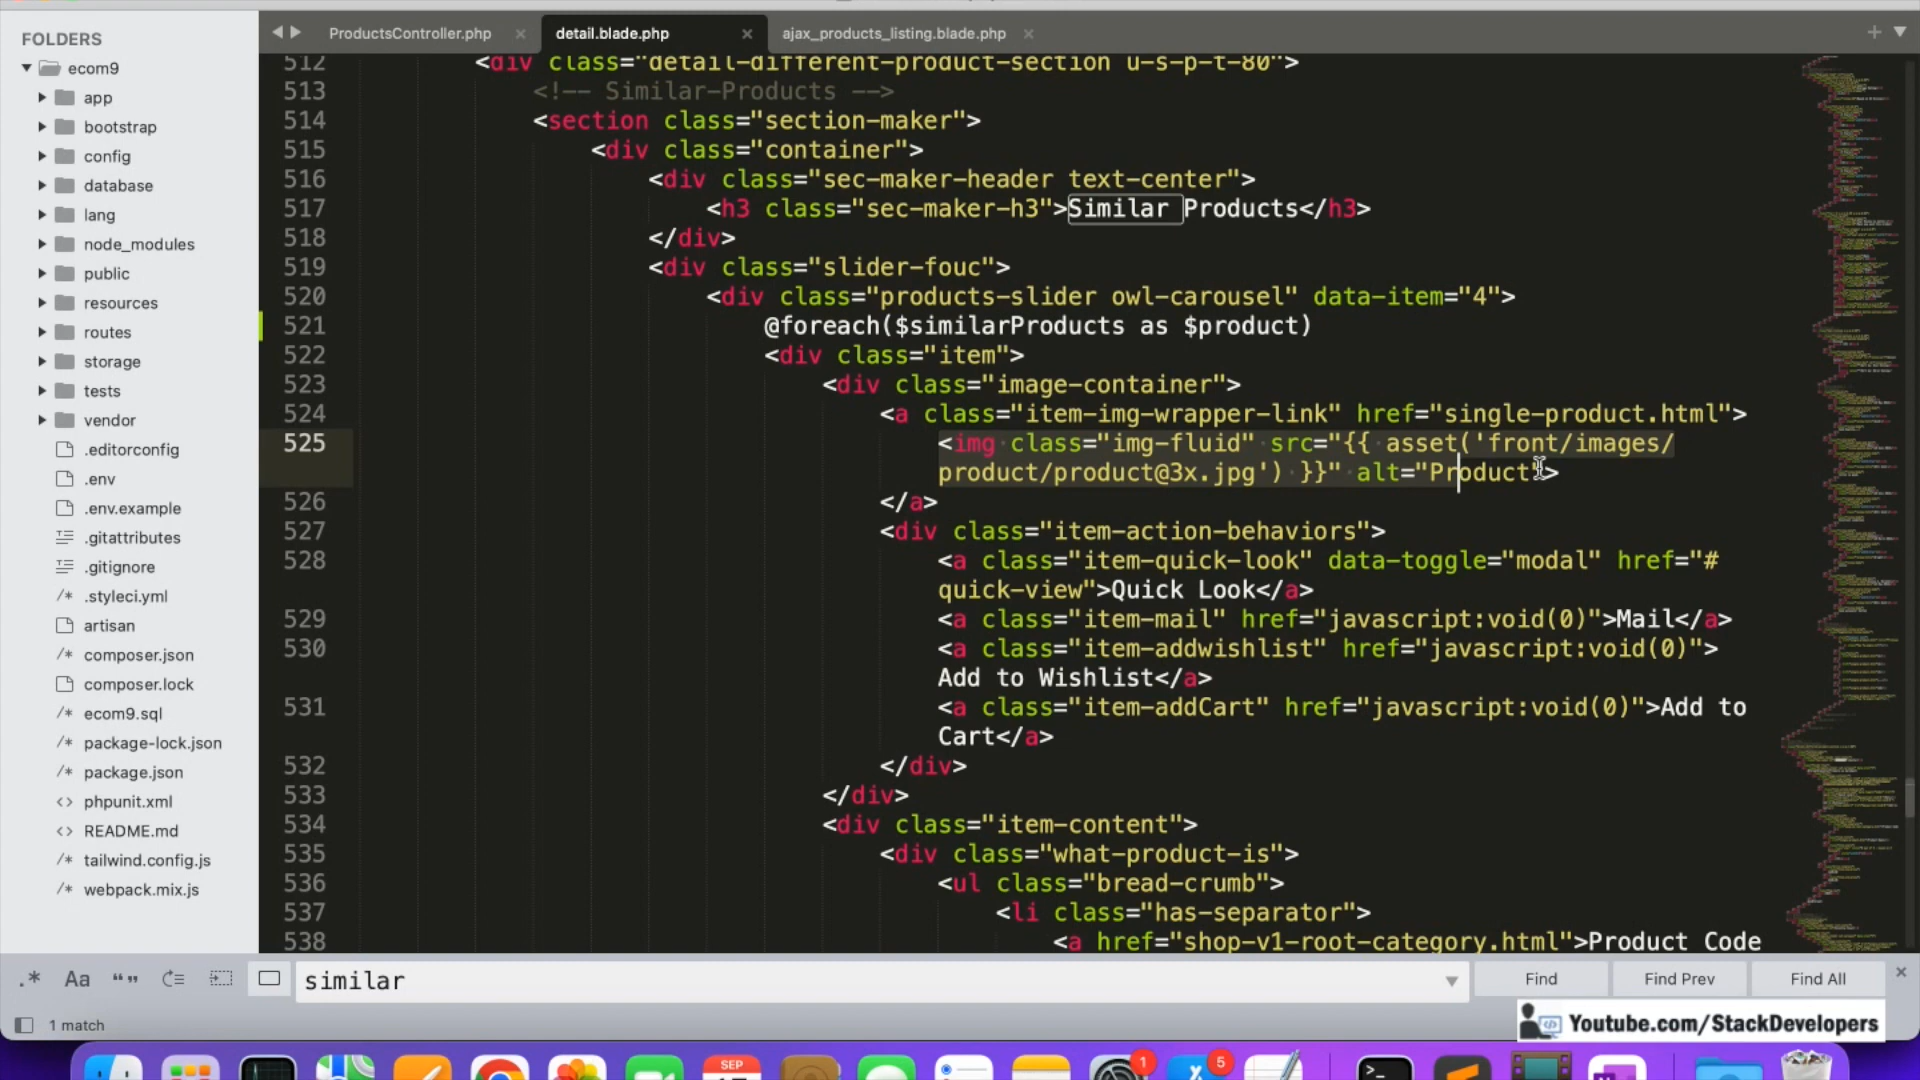 FOLDERS
ecom9
app
bootstrap
config
database
lang
node_modules
public
resources
routes
storage
tests
vendor
.editorconfig
.env
.env.example
.gitattributes
.gitignore
.styleci.yml
artisan
composer.json
composer.lock
ecom9.sql
package-lock.json
package.json
phpunit.xml
README.md
tailwind.config.js
webpack.mix.js
ProductsController.php
detail.blade.php
ajax_products_listing.blade.php
512 <div class="detail-different-product-section u-s-p-t-80">
513 <!-- Similar-Products -->
514 <section class="section-maker">
515 <div class="container">
516 <div class="sec-maker-header text-center">
517 <h3 class="sec-maker-h3">Similar Products</h3>
518 </div>
519 <div class="slider-fouc">
520 <div class="products-slider owl-carousel" data-item="4">
521 @foreach($similarProducts as $product)
522 <div class="item">
523 <div class="image-container">
524 <a class="item-img-wrapper-link" href="single-product.html">
525 <img class="img-fluid" src="{{ asset('front/images/
product/product@3x.jpg') }}" alt="Product">
526 </a>
527 <div class="item-action-behaviors">
528 <a class="item-quick-look" data-toggle="modal" href="#
quick-view">Quick Look</a>
529 <a class="item-mail" href="javascript:void(0)">Mail</a>
530 <a class="item-addwishlist" href="javascript:void(0)">
Add to Wishlist</a>
531 <a class="item-addCart" href="javascript:void(0)">Add to
Cart</a>
532 </div>
533 </div>
534 <div class="item-content">
535 <div class="what-product-is">
536 <ul class="bread-crumb">
537 <li class="has-separator">
538 <a href="shop-v1-root-category.html">Product Code
.* Aa “”
similar
Find
Find Prev
Find All
1 match
Youtube.com/StackDevelopers
SEP
1
5